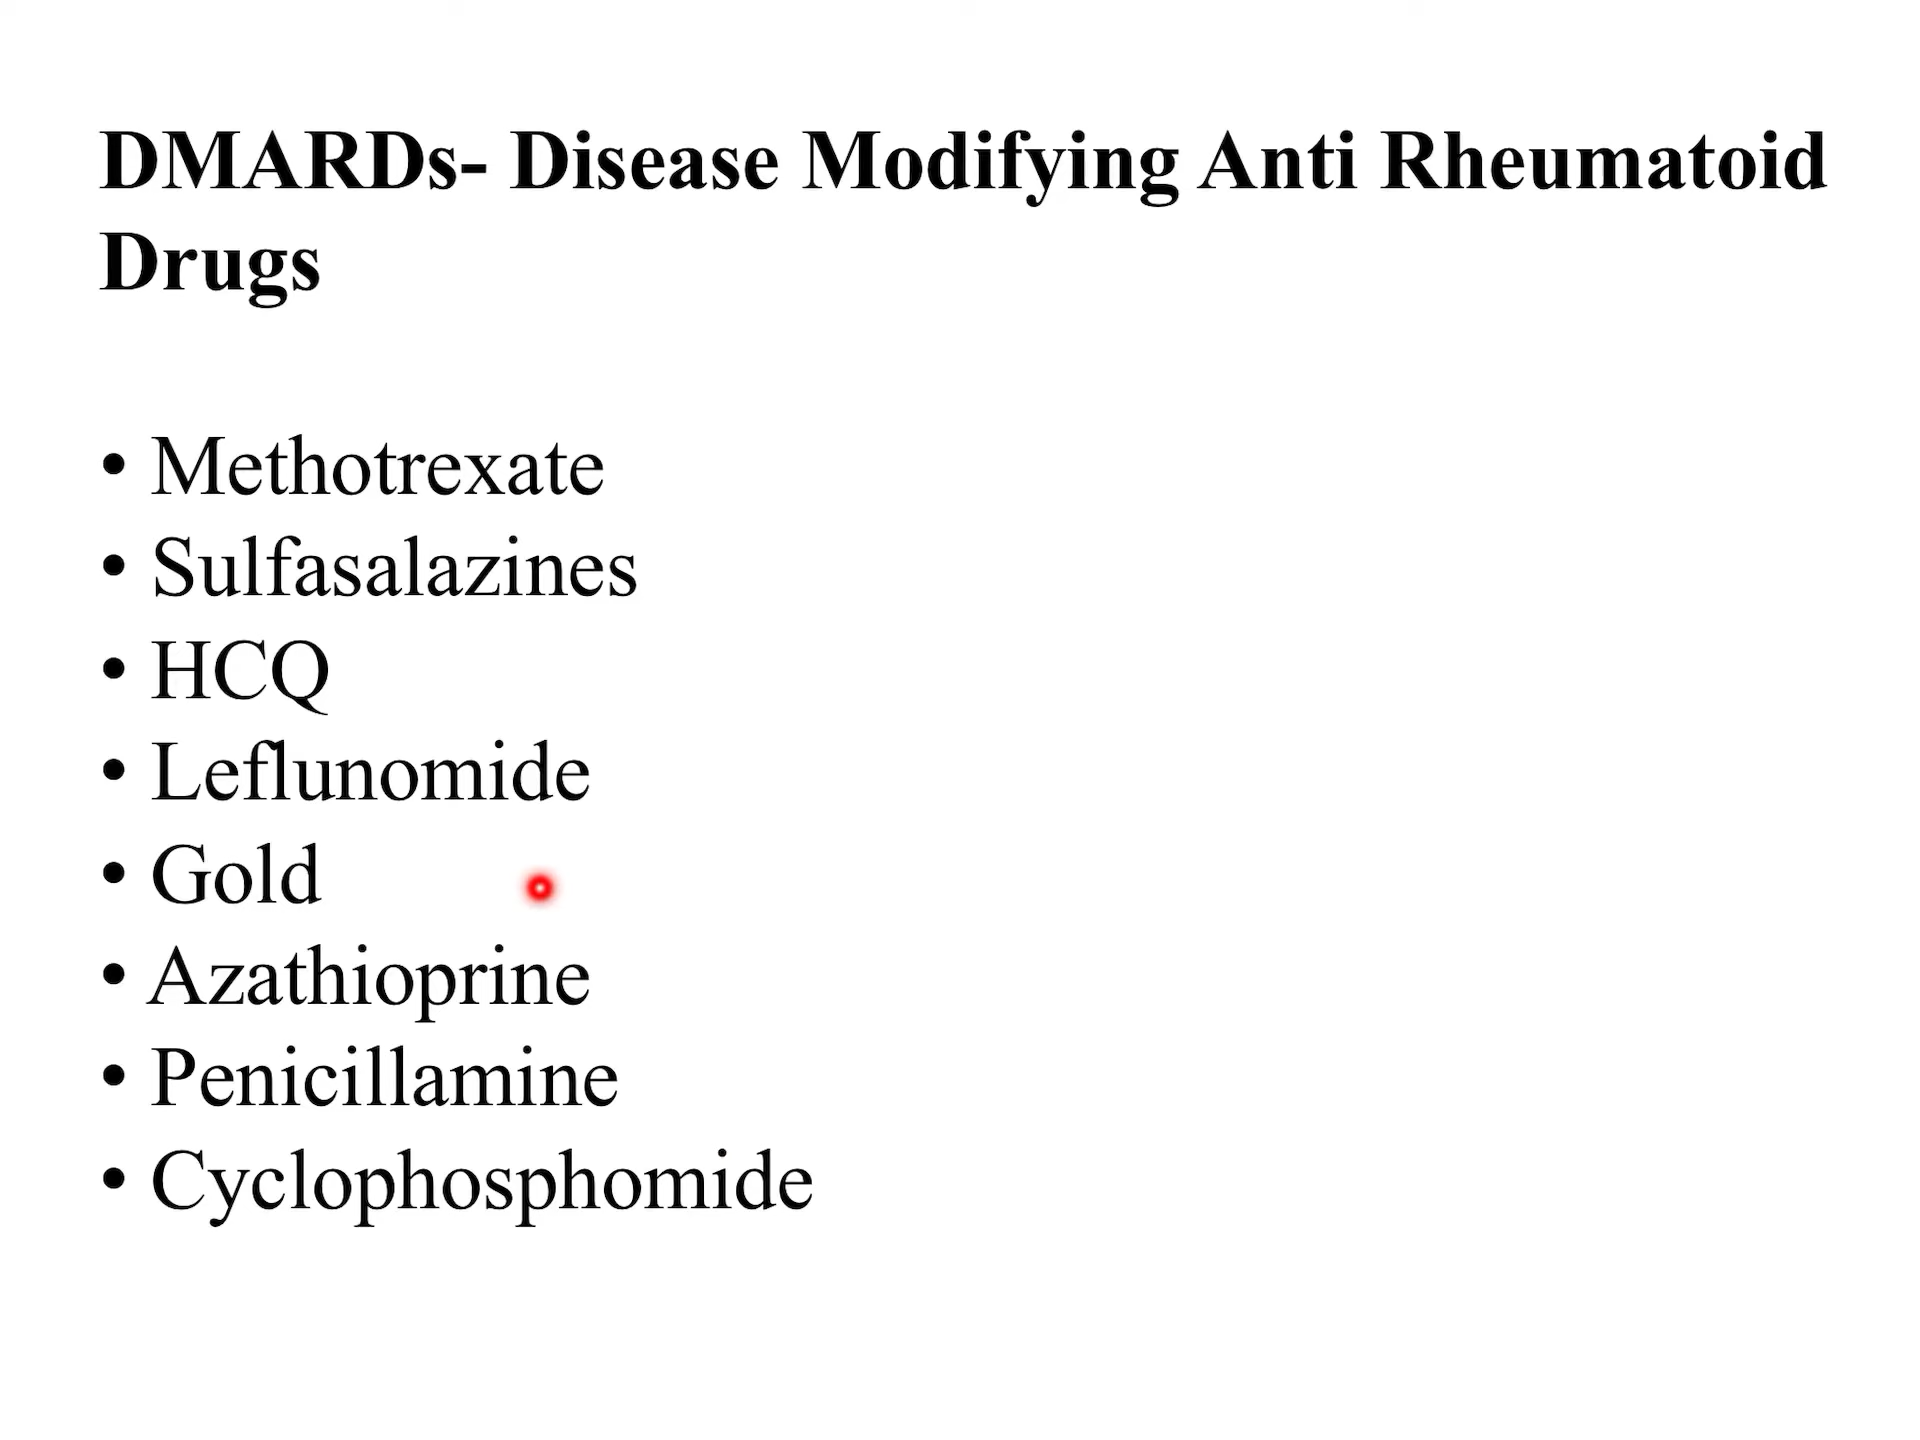 DMARDs- Disease Modifying Anti Rheumatoid
Drugs
• Methotrexate
• Sulfasalazines
• HCQ
• Leflunomide
• Gold
• Azathioprine
• Penicillamine
• Cyclophosphomide